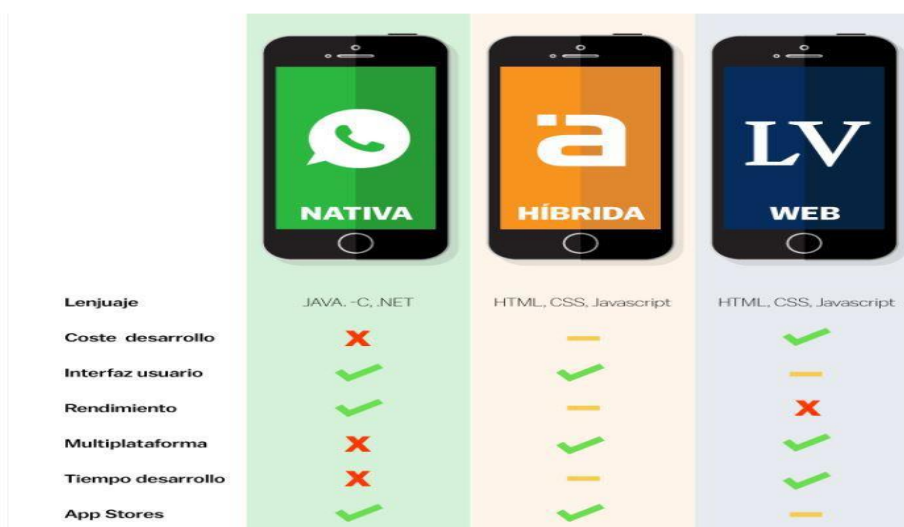 ä
LV
NATIVA
HÍBRIDA
WEB
Lenjuaje JAVA. -C, .NET HTML, CSS, Javascript HTML, CSS, Javascript
Coste desarrollo
Interfaz usuario
Rendimiento
Multiplataforma
Tiempo desarrollo
App Stores